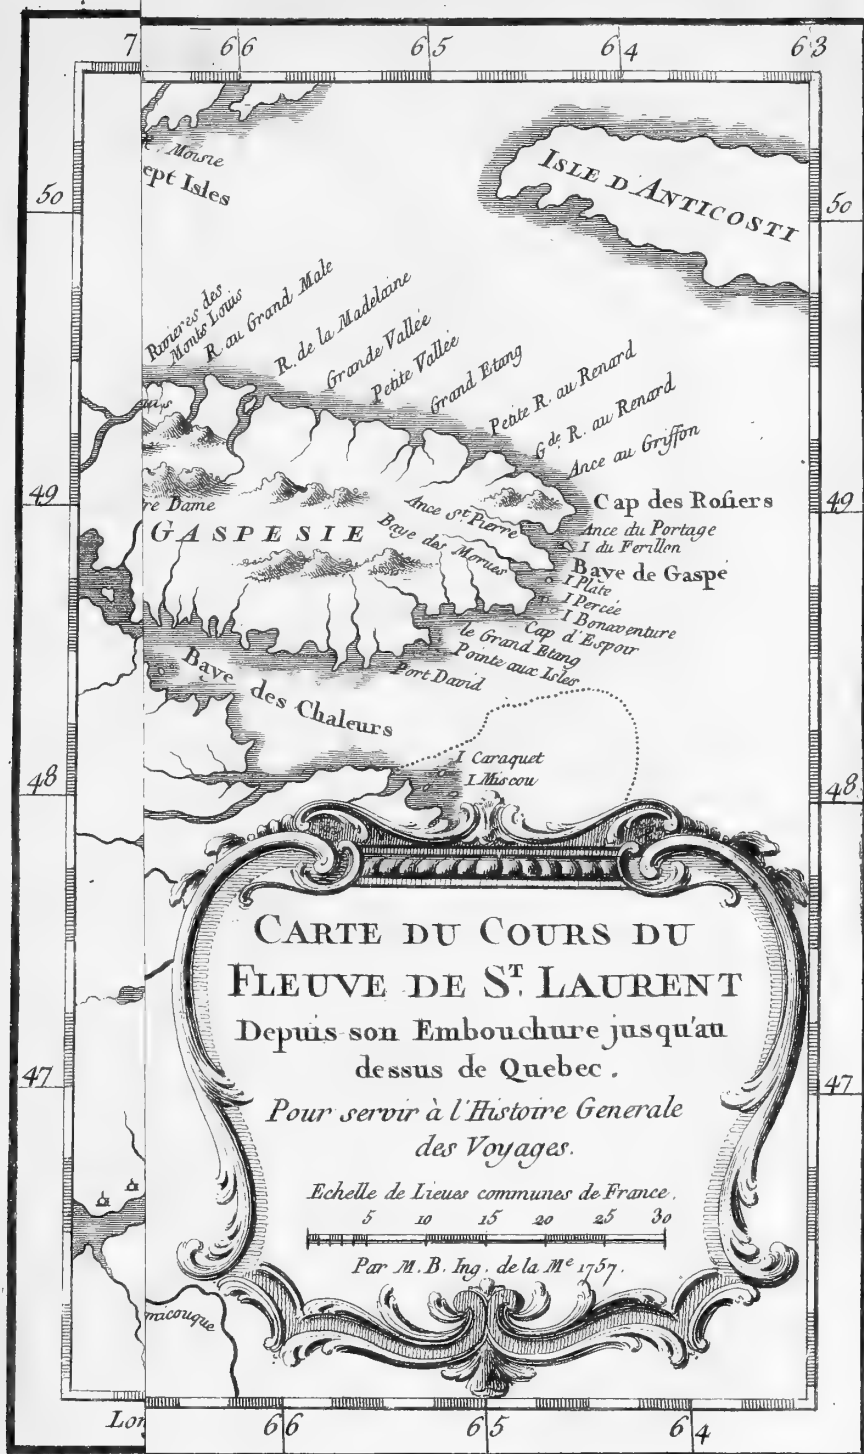 7 66 65 64 63
R. Moisie
ept Isles
ISLE D'ANTICOSTI
50 50
Rivieres des
Monts Louis
R au Grand Male
R. de la Madelaine
Grande Vallée
Petite Vallée
Grand Etang
Petite R. au Renard
Gde R. au Renard
Ance au Griffon
49 49
re Dame
Cap des Rosiers
GASPESIE
Ance St. Pierre
Baye des Morues
Ance du Portage
I du Ferillon
Baye de Gaspé
I Plate
I Percée
I Bonaventure
Cap d'Espoir
le Grand Etang
Pointe aux Isles
Port David
Baye des Chaleurs
I Caraquet
I Miscou
48 48
CARTE DU COURS DU
FLEUVE DE ST. LAURENT
Depuis son Embouchure jusqu'au
dessus de Quebec.
47 47
Pour servir à l'Histoire Generale
des Voyages.
Echelle de Lieues communes de France.
5 10 15 20 25 30
Par M. B. Ing. de la Me 1757.
micouque
Lon 66 65 64